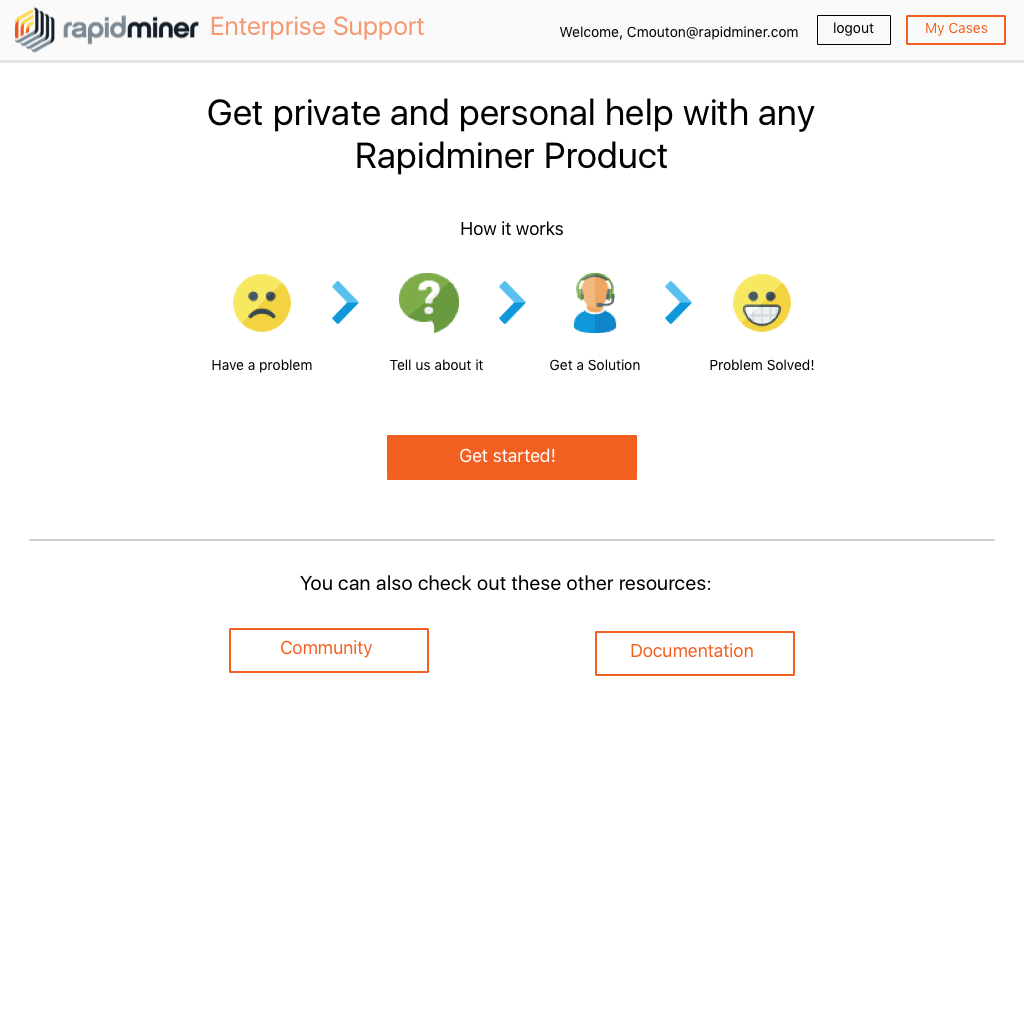 rapidminer Enterprise Support
Welcome, Cmouton@rapidminer.com
logout
My Cases
Get private and personal help with any
Rapidminer Product
How it works
?
Have a problem
Tell us about it
Get a Solution
Problem Solved!
Get started!
You can also check out these other resources:
Community
Documentation